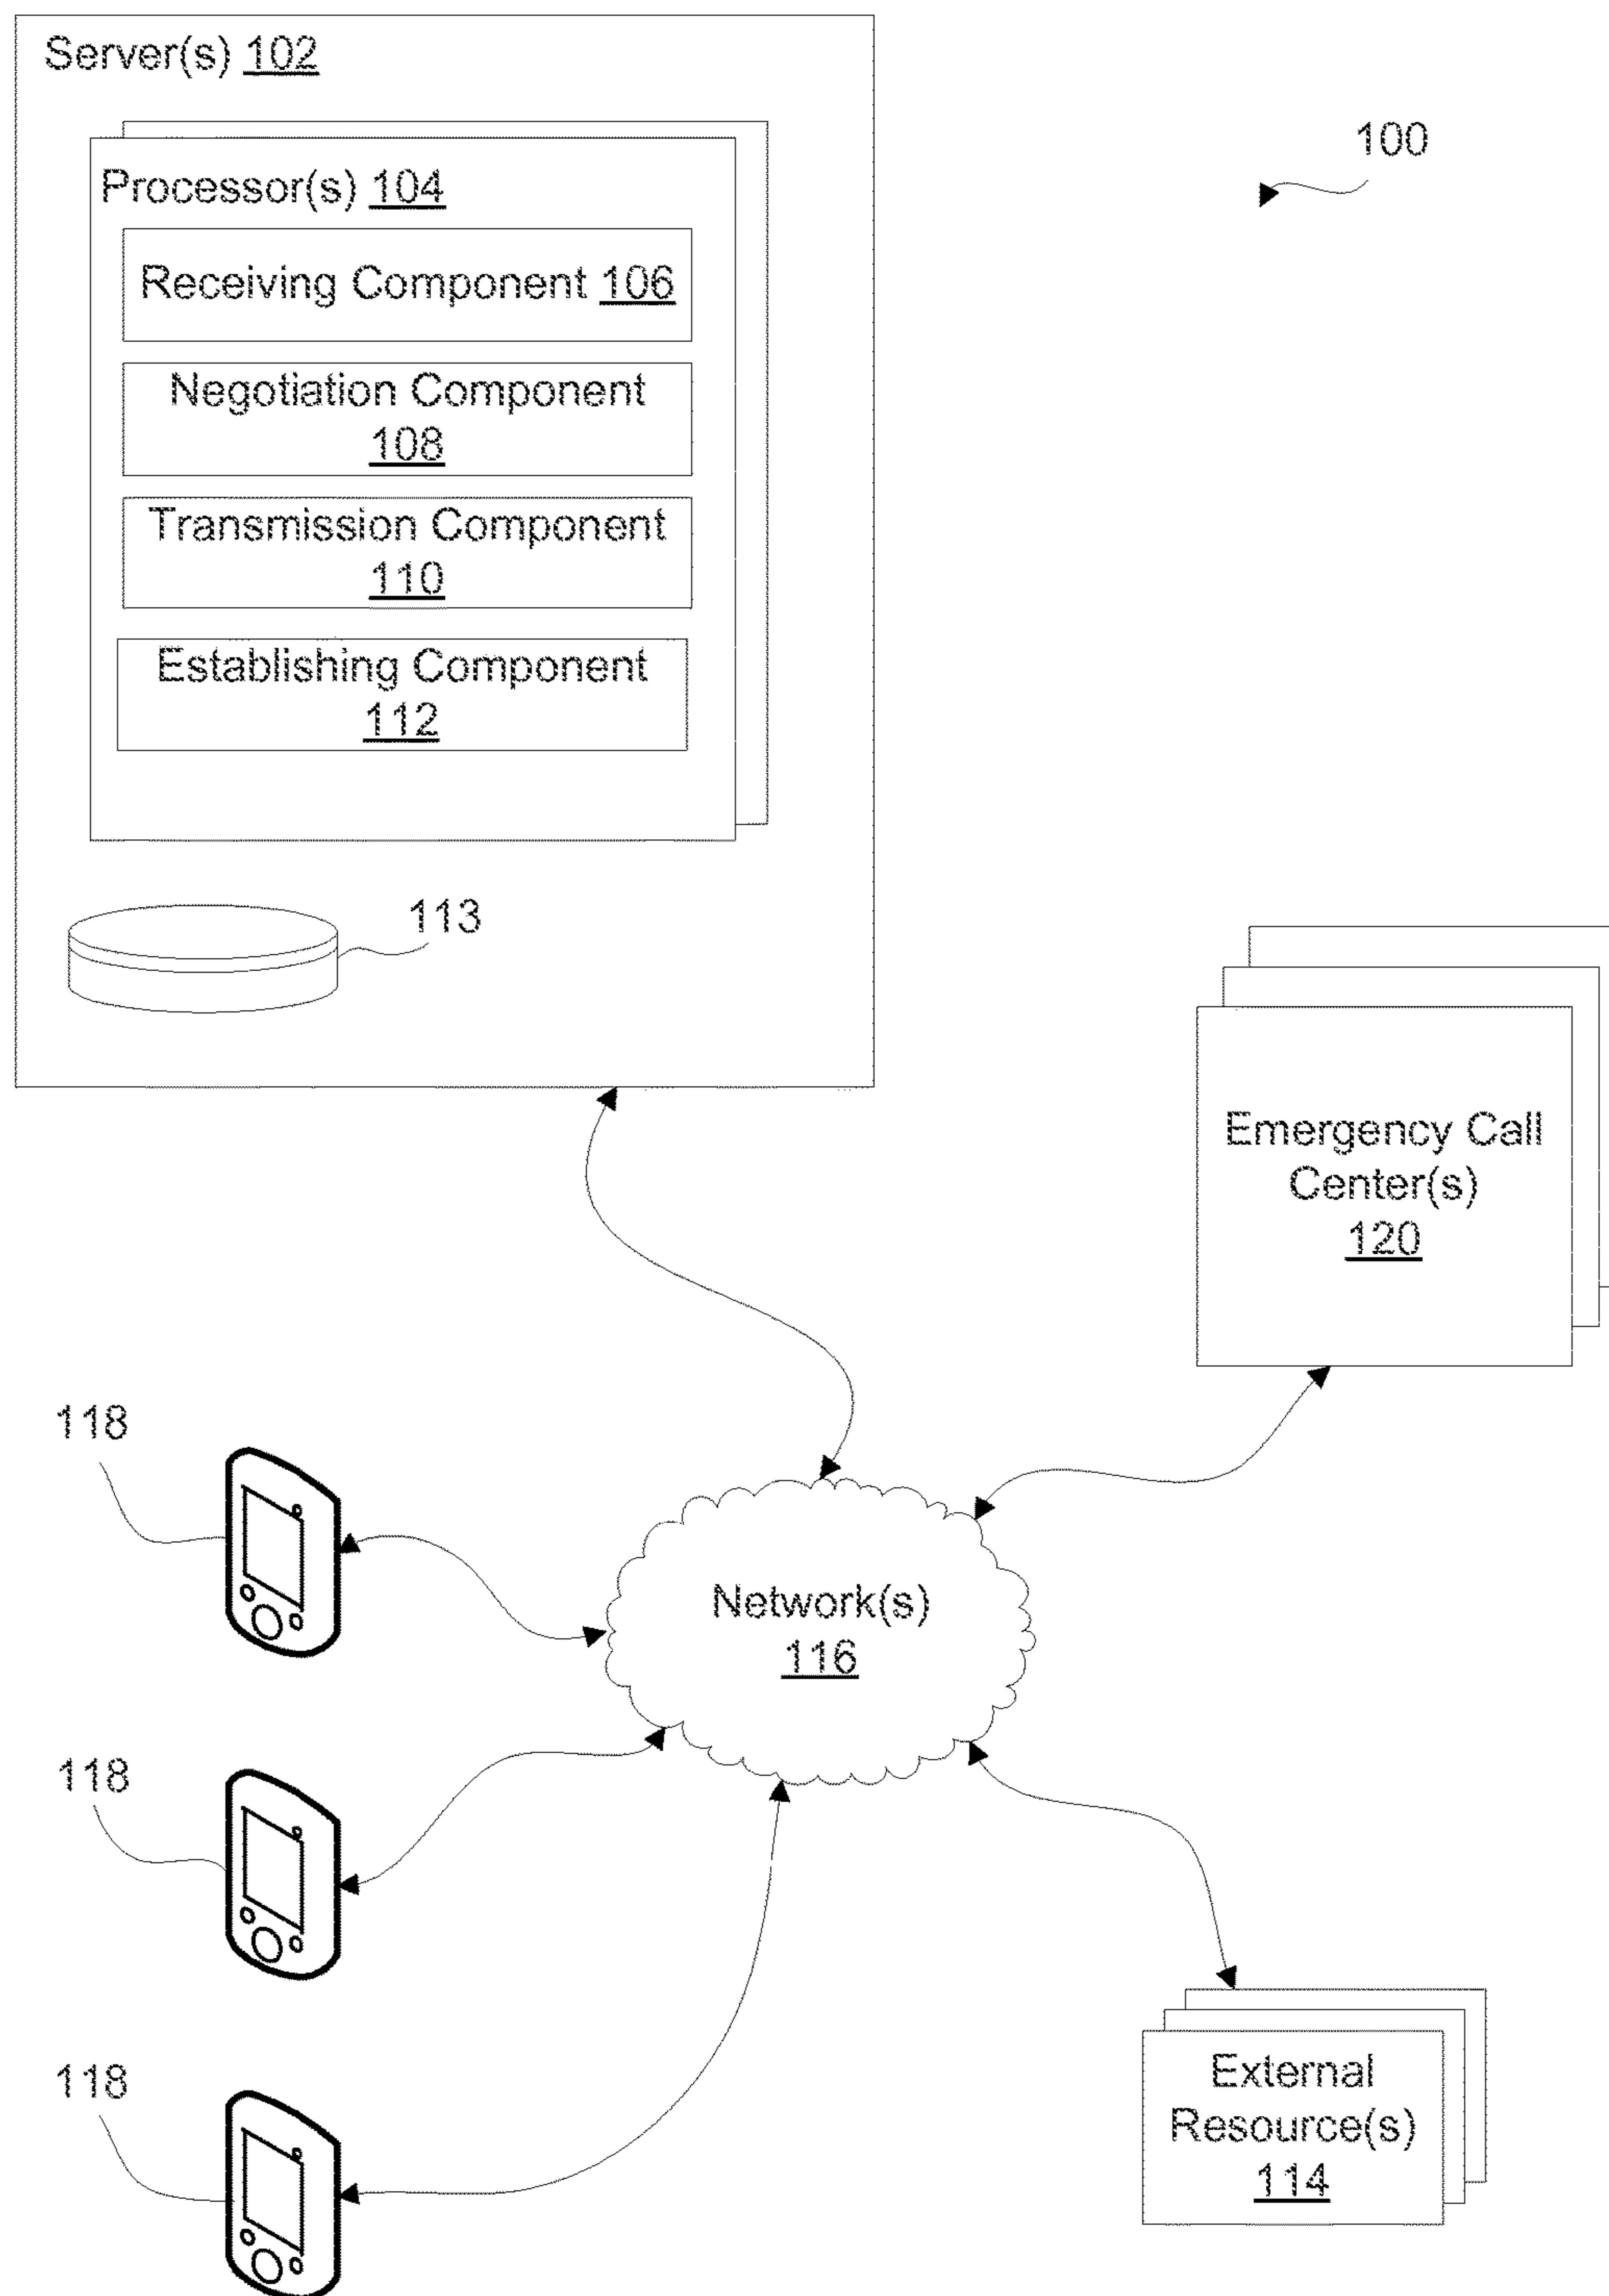 Server(s) 102
100
Processor(s) 104
Receiving Component 106
Negotiation Component
108
Transmission Component
110
Establishing Component
112
113
Emergency Call
Center(s)
120
118
Network(s)
116
118
118
External
Resource(s)
114